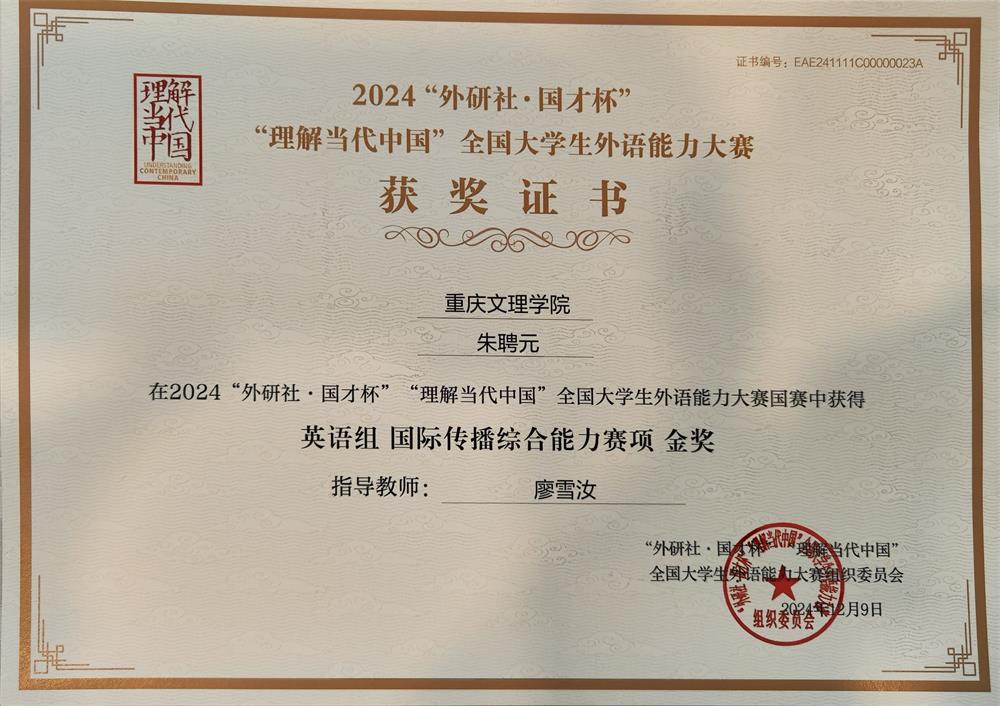 证书编号：EAE241111C00000023A
理解
当代
中国
UNDERSTANDING
CONTEMPORARY
CHINA
2024“外研社·国才杯”
“理解当代中国”全国大学生外语能力大赛
获奖证书
重庆文理学院
朱聘元
在2024“外研社·国才杯”“理解当代中国”全国大学生外语能力大赛国赛中获得
英语组 国际传播综合能力赛项 金奖
指导教师： 廖雪汝
“外研社·国才杯”“理解当代中国”
全国大学生外语能力大赛组织委员会
2024年12月9日
组织委员会